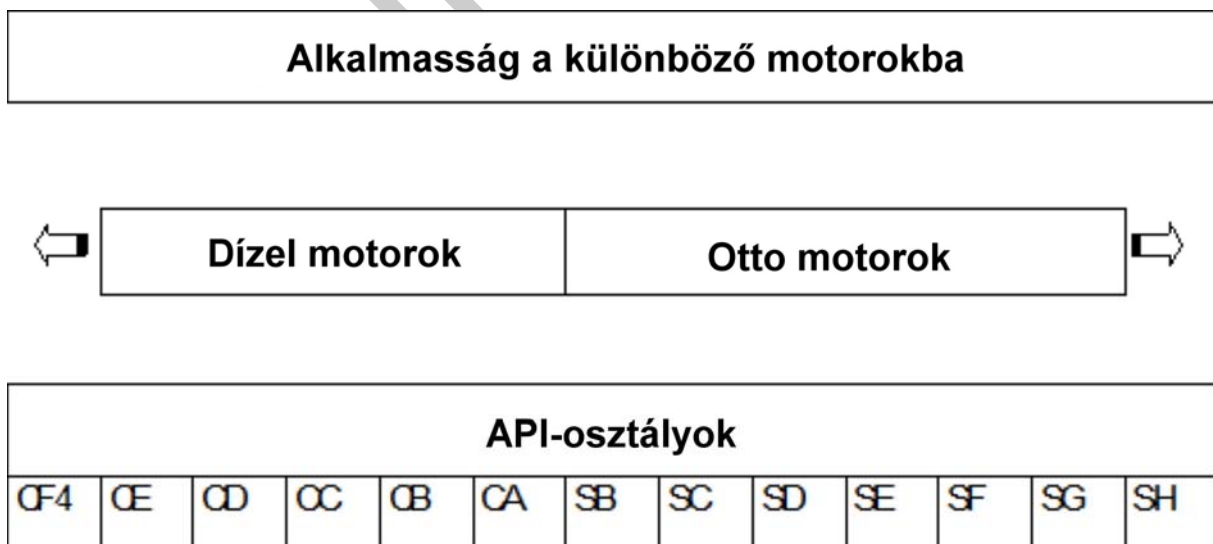 Alkalmasság a különböző motorokba
Dízel motorok Otto motorok
API-osztályok
CF4 CE CD CC CB CA SB SC SD SE SF SG SH